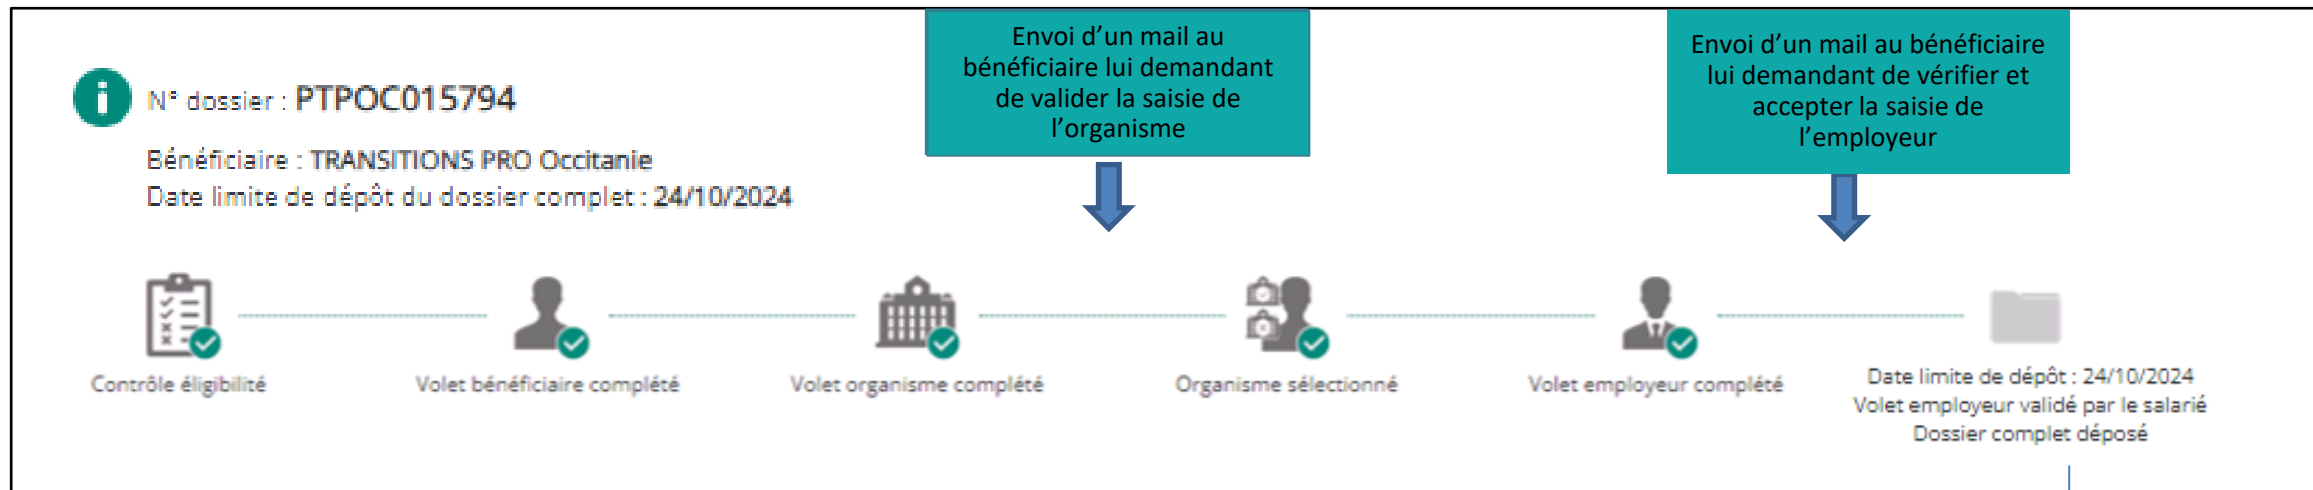 Envoi d’un mail au
bénéficiaire lui demandant
de valider la saisie de
l’organisme
Envoi d’un mail au bénéficiaire
lui demandant de vérifier et
accepter la saisie de
l’employeur
N° dossier : PTPOC015794
Bénéficiaire : TRANSITIONS PRO Occitanie
Date limite de dépôt du dossier complet : 24/10/2024
Contrôle éligibilité
Volet bénéficiaire complété
Volet organisme complété
Organisme sélectionné
Volet employeur complété
Date limite de dépôt : 24/10/2024
Volet employeur validé par le salarié
Dossier complet déposé